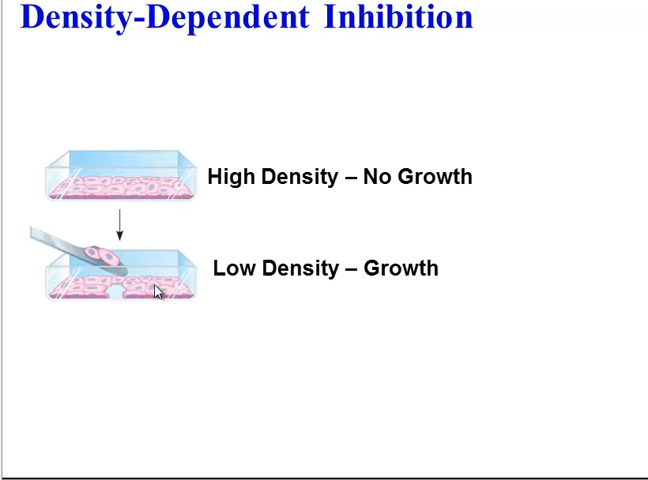 Density-Dependent Inhibition
High Density – No Growth
Low Density – Growth